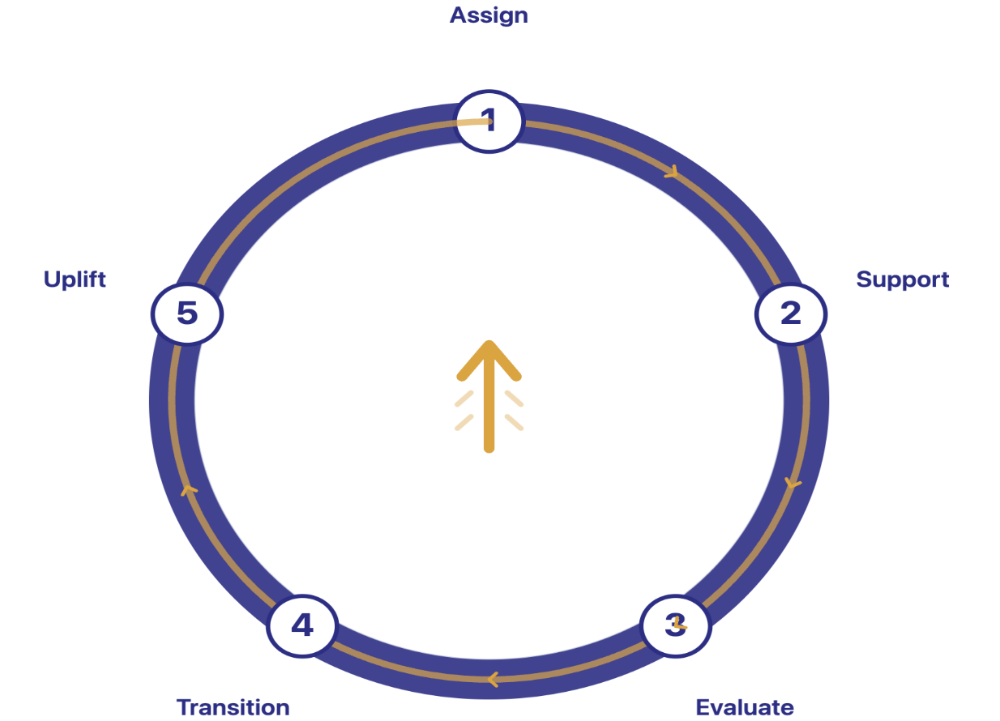 Assign
1
Uplift
Support
5
2
4
3
Transition
Evaluate